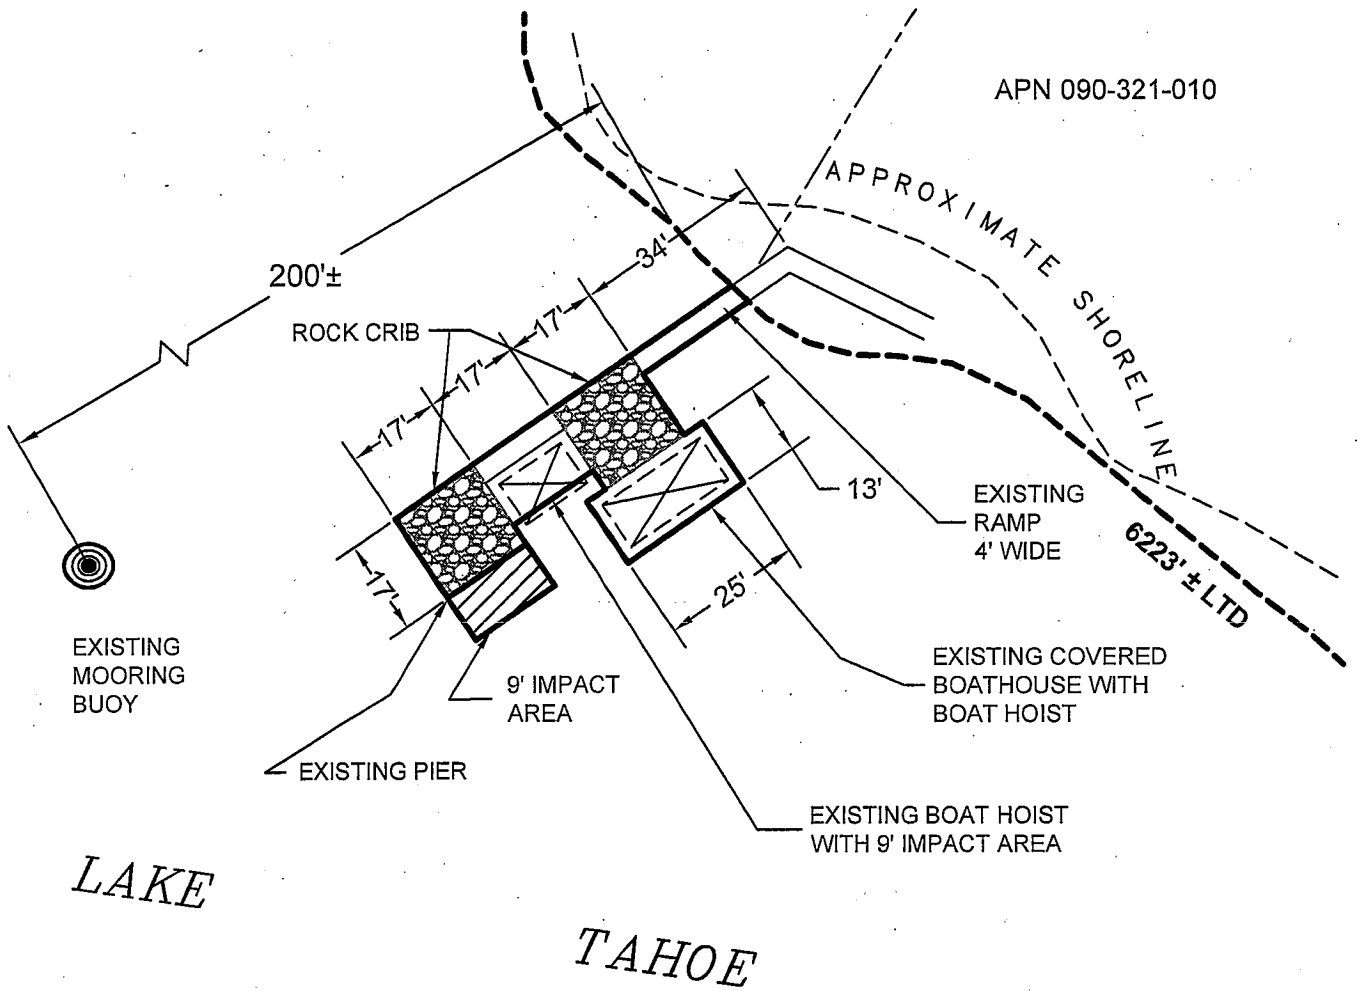 APN 090-321-010
APPROXIMATE SHORELINE
200'±
34'
17'
17'
17'
ROCK CRIB
17'
13'
25'
EXISTING
RAMP
4' WIDE
6223' ± LTD
EXISTING
MOORING
BUOY
9' IMPACT
AREA
EXISTING COVERED
BOATHOUSE WITH
BOAT HOIST
EXISTING PIER
EXISTING BOAT HOIST
WITH 9' IMPACT AREA
LAKE
TAHOE